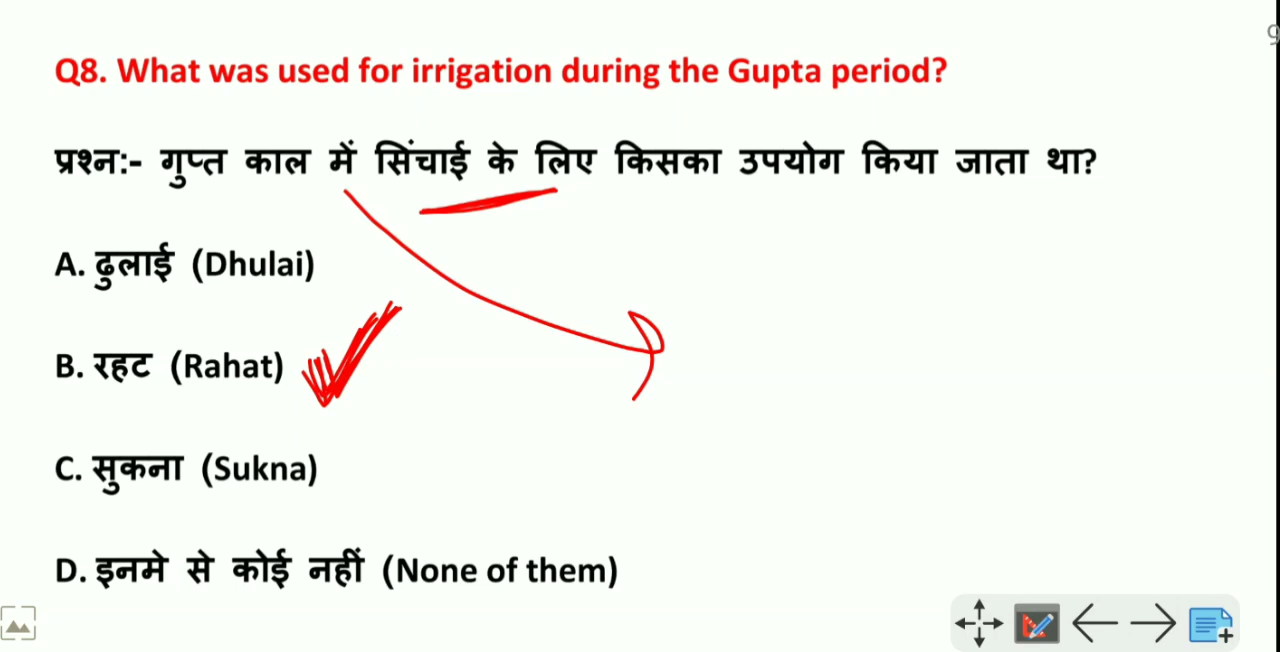 Q8. What was used for irrigation during the Gupta period?
प्रश्न:- गुप्त काल में सिंचाई के लिए किसका उपयोग किया जाता था?
A. ढुलाई (Dhulai)
B. रहट (Rahat)
C. सुकना (Sukna)
D. इनमे से कोई नहीं (None of them)